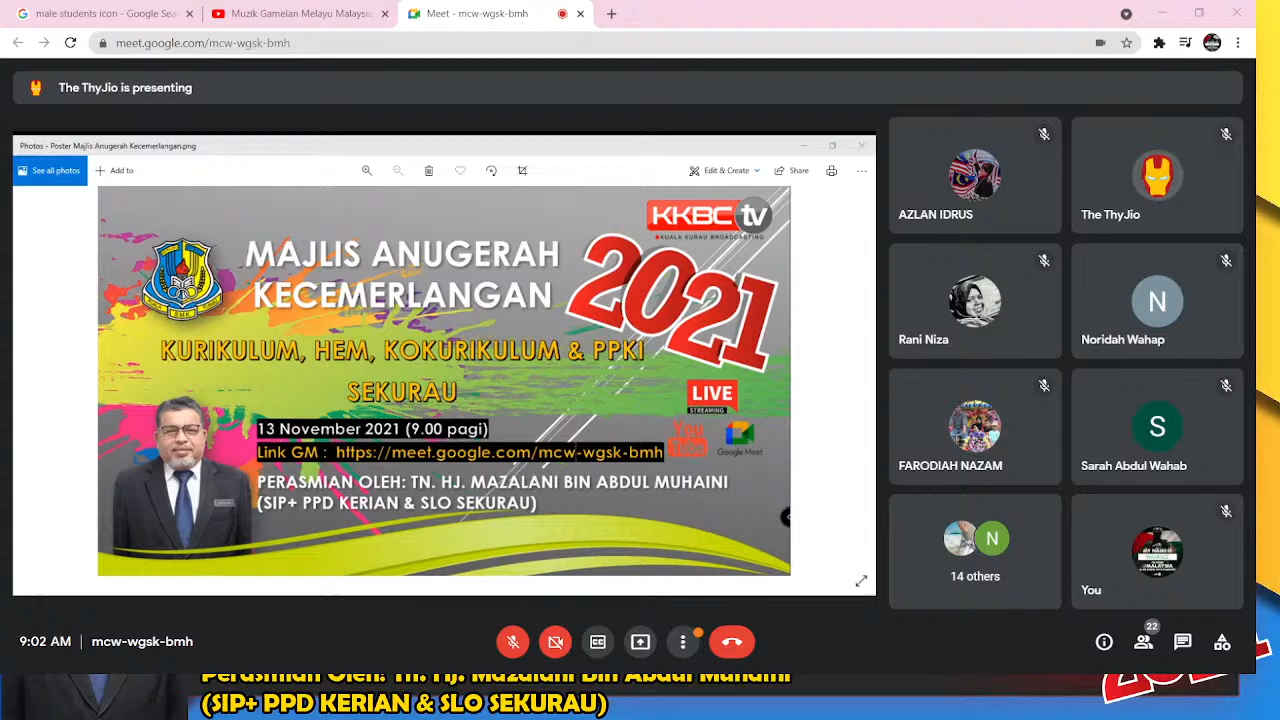 male students icon - Google Sea
Muzik Gamelan Melayu Malaysia
Meet - mcw-wgsk-bmh
meet.google.com/mcw-wgsk-bmh
The ThyJio is presenting
Photos - Poster Majlis Anugerah Kecemerlangan.png
See all photos
Add to
Edit & Create
Share
KKBC tv
KUALA KURAU BROADCASTING
MAJLIS ANUGERAH
KECEMERLANGAN
2021
KURIKULUM, HEM, KOKURIKULUM & PPKI
SEKURAU
LIVE
STREAMING
13 November 2021 (9.00 pagi)
Link GM : https://meet.google.com/mcw-wgsk-bmh
You
Tube
Google Meet
PERASMIAN OLEH: TN. HJ. MAZALANI BIN ABDUL MUHAINI
(SIP+ PPD KERIAN & SLO SEKURAU)
AZLAN IDRUS
The ThyJio
Rani Niza
N
Noridah Wahap
FARODIAH NAZAM
S
Sarah Abdul Wahab
N
14 others
You
9:02 AM
mcw-wgsk-bmh
22
Perasmian Oleh: Tn. Hj. Mazalani Bin Abdul Muhaini
(SIP+ PPD KERIAN & SLO SEKURAU)